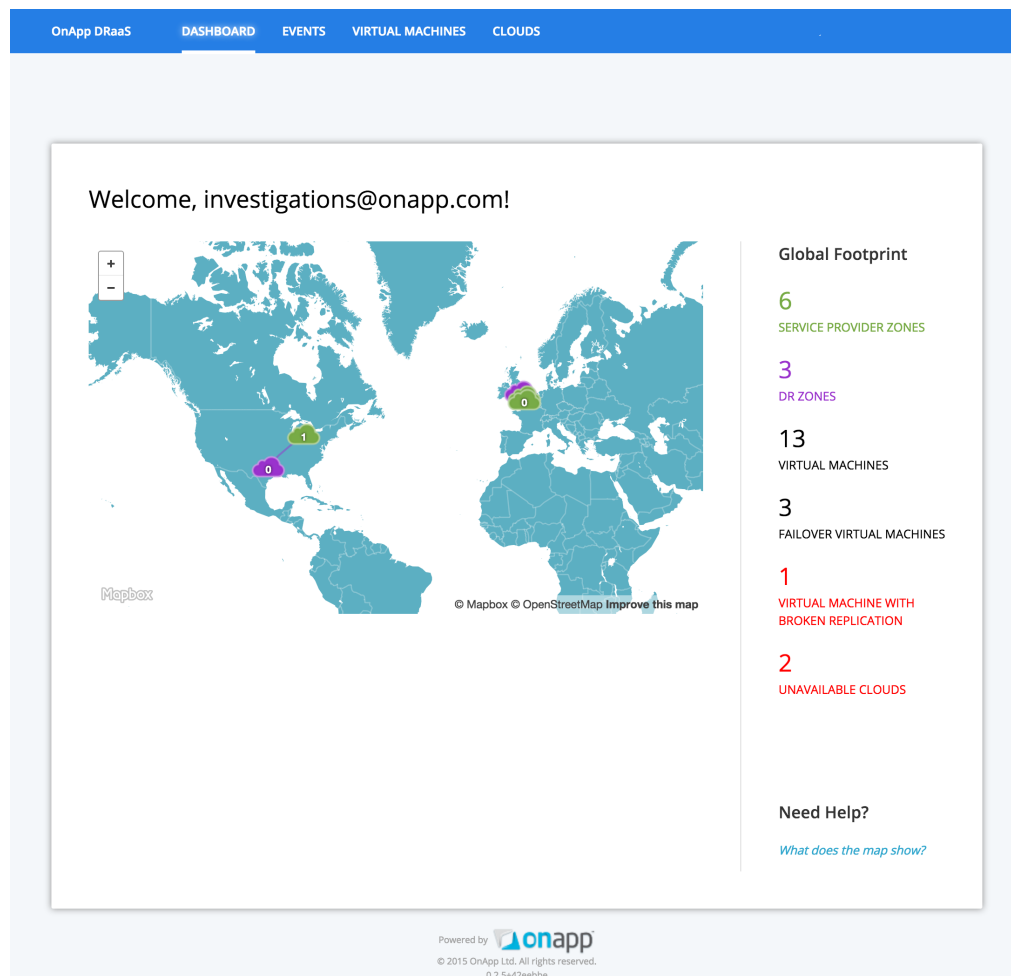 OnApp DRaaS DASHBOARD EVENTS VIRTUAL MACHINES CLOUDS
Welcome, investigations@onapp.com!
+
−
1
0
0
Mapbox
© Mapbox © OpenStreetMap Improve this map
Global Footprint
6
SERVICE PROVIDER ZONES
3
DR ZONES
13
VIRTUAL MACHINES
3
FAILOVER VIRTUAL MACHINES
1
VIRTUAL MACHINE WITH
BROKEN REPLICATION
2
UNAVAILABLE CLOUDS
Need Help?
What does the map show?
Powered by onapp
© 2015 OnApp Ltd. All rights reserved.